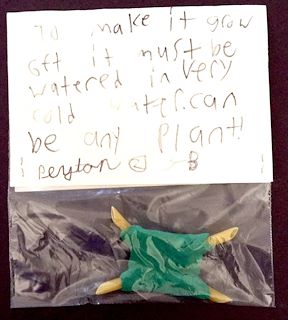 To make it grow
6ft it must be
watered in very
cold water.can
be any plant!
peyton